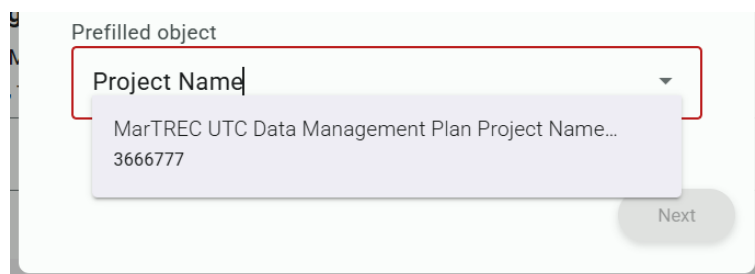 Prefilled object
Project Name
MarTREC UTC Data Management Plan Project Name...
3666777
Next